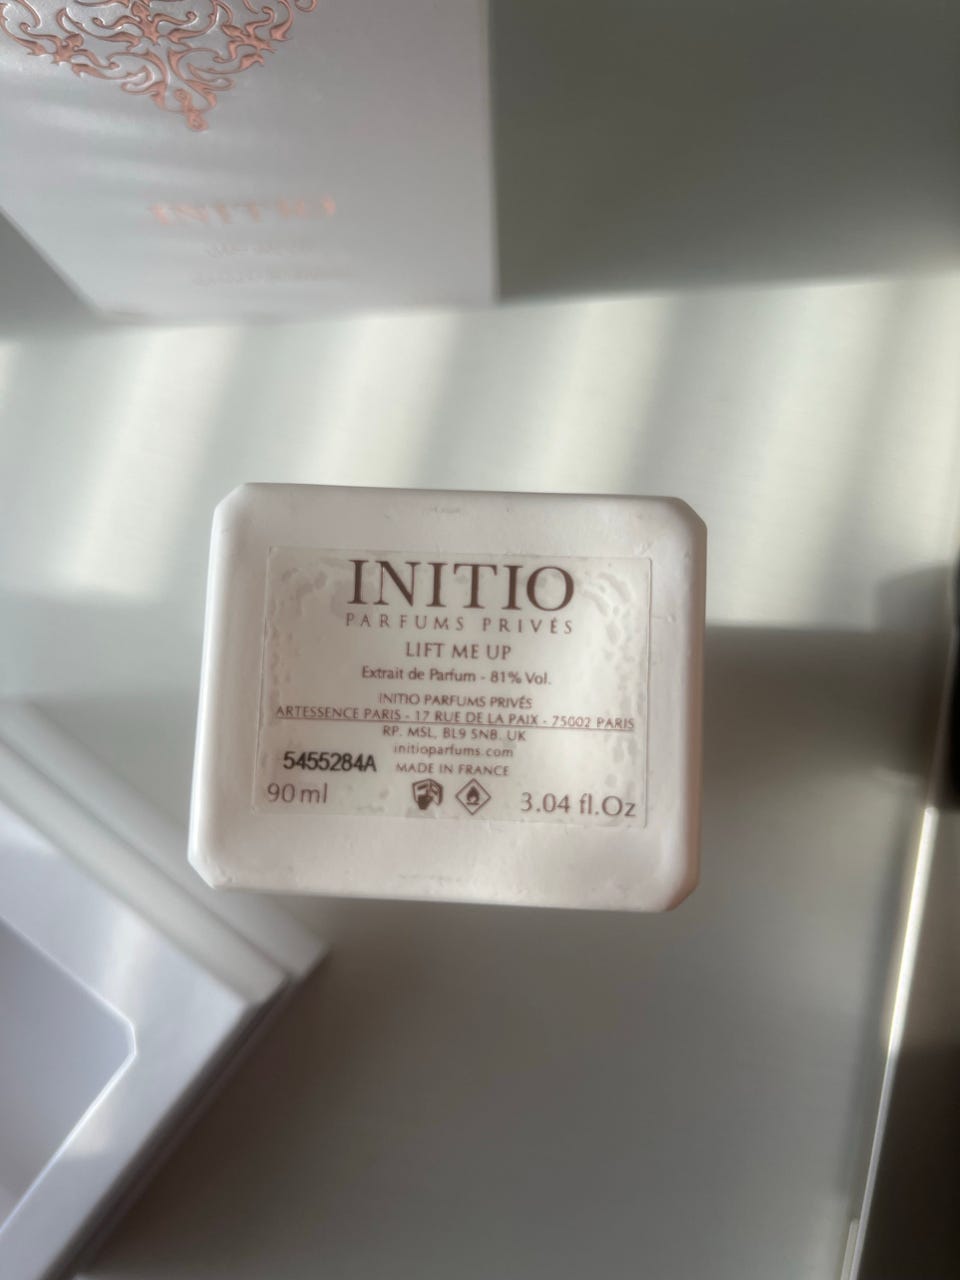 INITIO
INITIO
PARFUMS PRIVÉS
LIFT ME UP
Extrait de Parfum - 81% Vol.
INITIO PARFUMS PRIVÉS
ARTESSENCE PARIS - 17 RUE DE LA PAIX - 75002 PARIS
RP. MSL, BL9 5NB. UK
initioparfums.com
5455284A MADE IN FRANCE
90 ml 3.04 fl.Oz